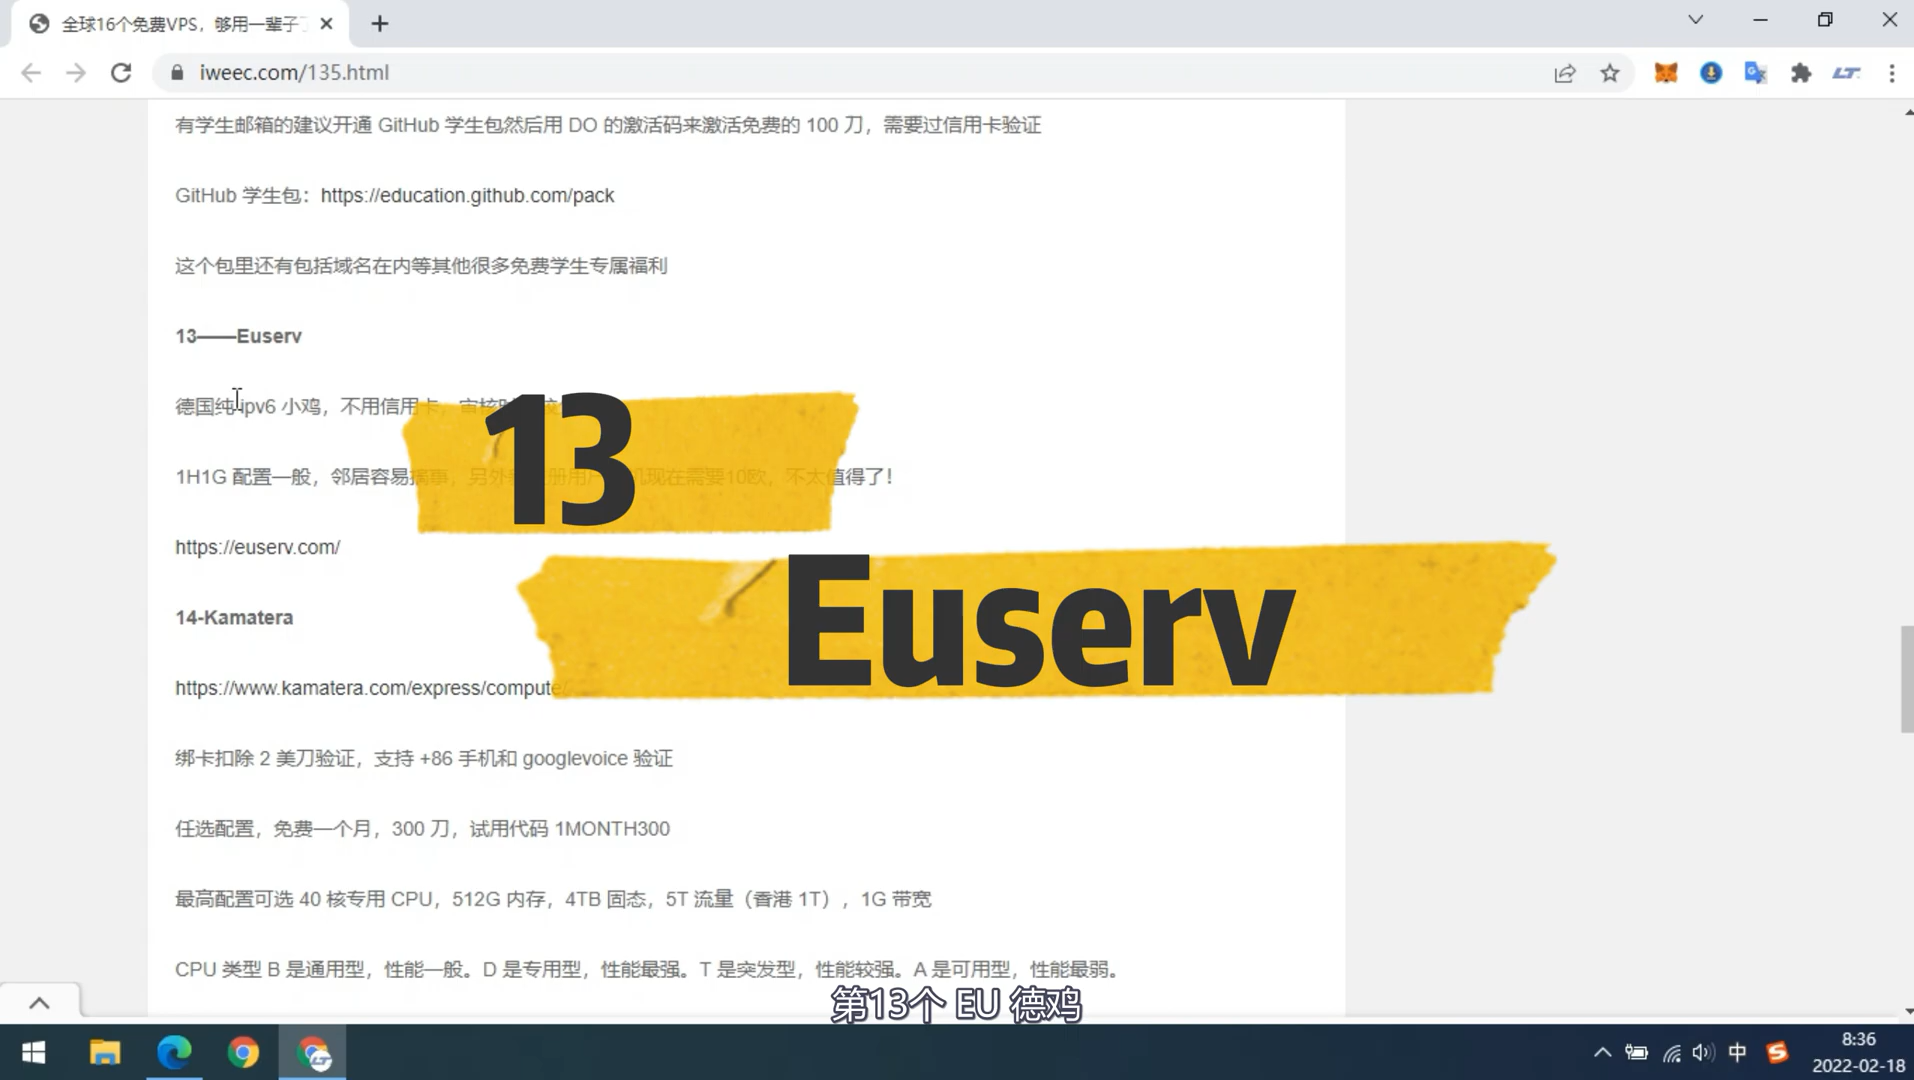 全球16个免费VPS，够用一辈子
iweec.com/135.html
有学生邮箱的建议开通 GitHub 学生包然后用 DO 的激活码来激活免费的 100 刀，需要过信用卡验证
GitHub 学生包：https://education.github.com/pack
这个包里还有包括域名在内等其他很多免费学生专属福利
13——Euserv
德国纯ipv6 小鸡，不用信用卡，审核
13
1H1G 配置一般，邻居容易搞事，另外 册用户 机现在需要10欧，不太值得了！
https://euserv.com/
Euserv
14-Kamatera
https://www.kamatera.com/express/compute/
绑卡扣除 2 美刀验证，支持 +86 手机和 googlevoice 验证
任选配置，免费一个月，300 刀，试用代码 1MONTH300
最高配置可选 40 核专用 CPU，512G 内存，4TB 固态，5T 流量（香港 1T），1G 带宽
CPU 类型 B 是通用型，性能一般。D 是专用型，性能最强。T 是突发型，性能较强。A 是可用型，性能最弱。
第13个 EU 德鸡
中
8:36
2022-02-18